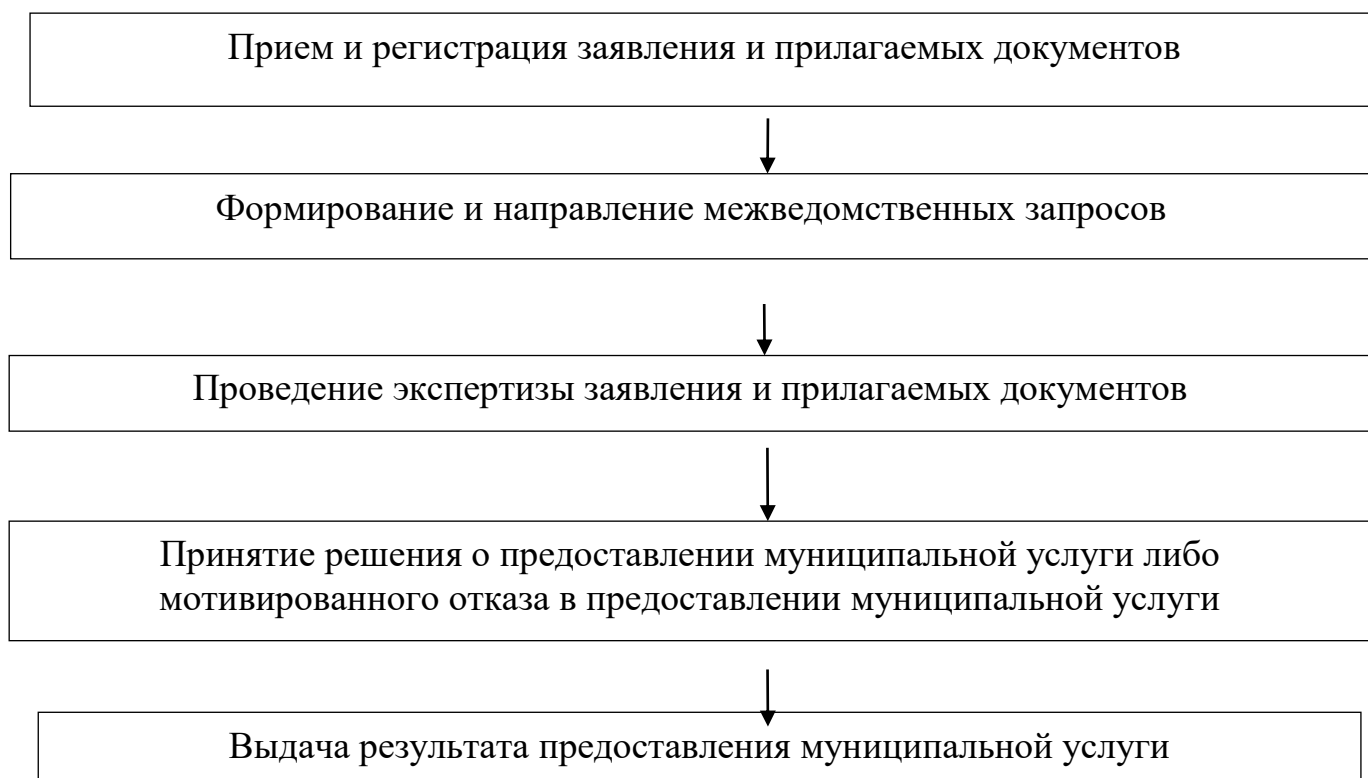 Прием и регистрация заявления и прилагаемых документов
Формирование и направление межведомственных запросов
Проведение экспертизы заявления и прилагаемых документов
Принятие решения о предоставлении муниципальной услуги либо
мотивированного отказа в предоставлении муниципальной услуги
Выдача результата предоставления муниципальной услуги